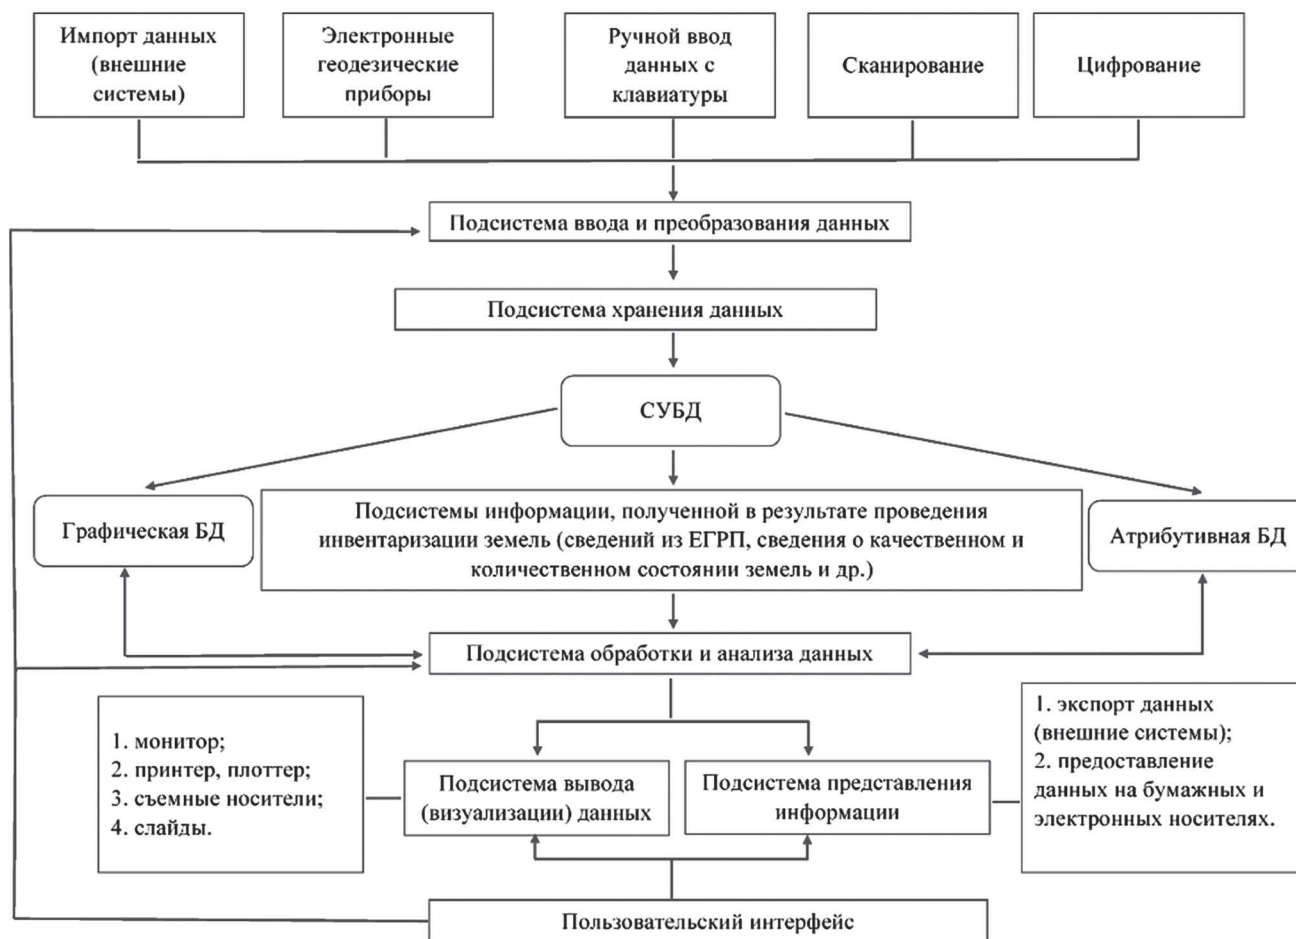 Импорт данных
(внешние
системы)
Электронные
геодезические
приборы
Ручной ввод
данных с
клавиатуры
Сканирование
Цифрование
Подсистема ввода и преобразования данных
Подсистема хранения данных
СУБД
Графическая БД
Подсистемы информации, полученной в результате проведения
инвентаризации земель (сведений из ЕГРП, сведения о качественном и
количественном состоянии земель и др.)
Атрибутивная БД
Подсистема обработки и анализа данных
1. монитор;
2. принтер, плоттер;
3. съемные носители;
4. слайды.
Подсистема вывода
(визуализации) данных
Подсистема представления
информации
1. экспорт данных
(внешние системы);
2. предоставление
данных на бумажных и
электронных носителях.
Пользовательский интерфейс